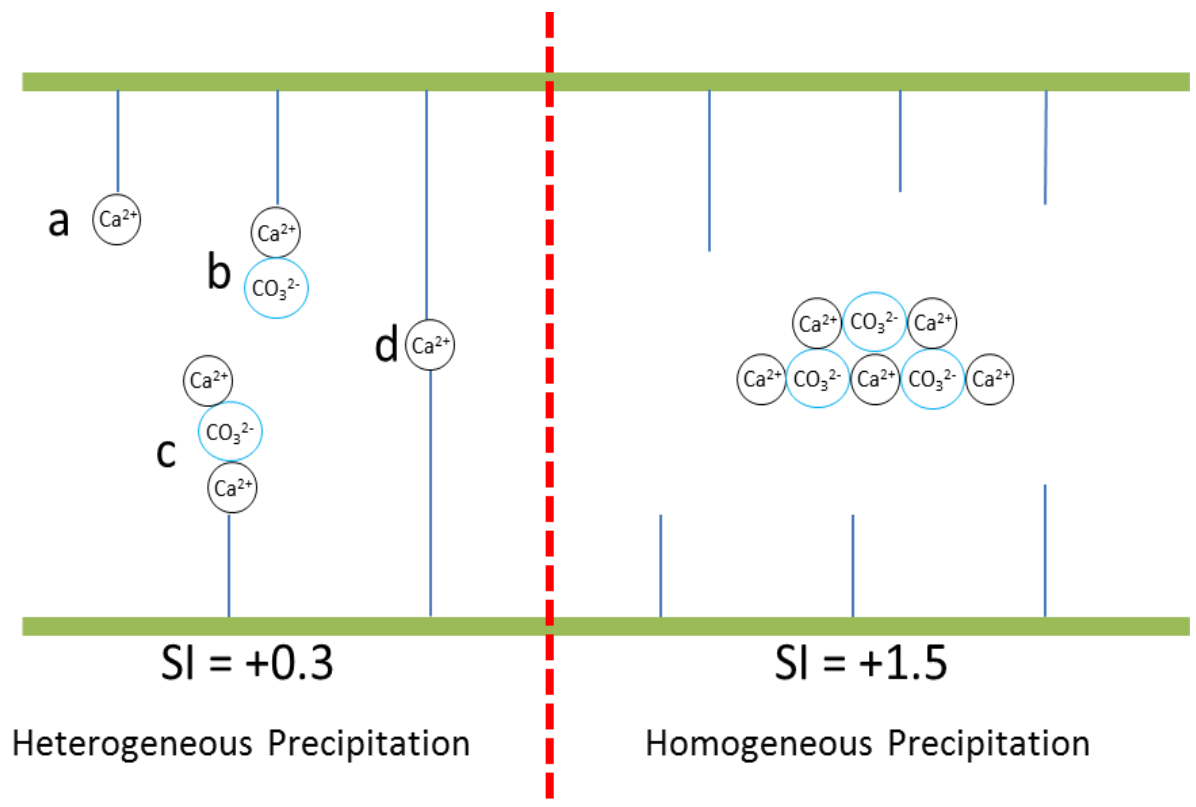 a
Ca²⁺
Ca²⁺
b
CO₃²⁻
d
Ca²⁺
Ca²⁺
CO₃²⁻
c
Ca²⁺
SI = +0.3
Heterogeneous Precipitation
Ca²⁺ CO₃²⁻ Ca²⁺
Ca²⁺ CO₃²⁻ Ca²⁺ CO₃²⁻ Ca²⁺
SI = +1.5
Homogeneous Precipitation